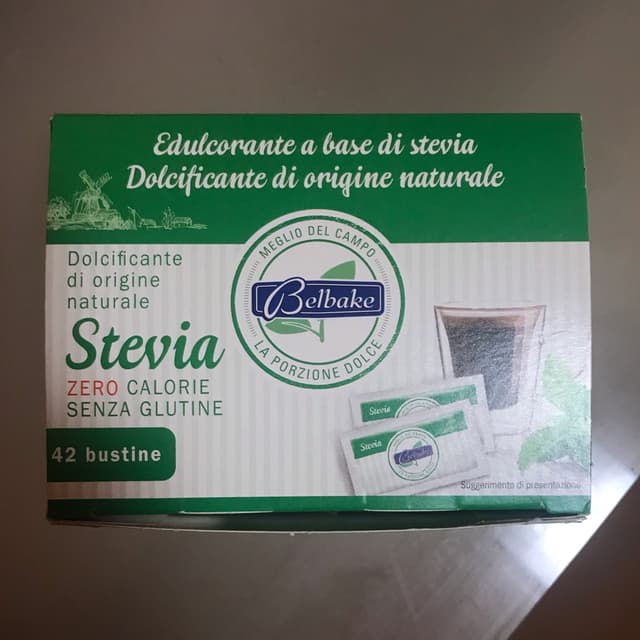 Edulcorante a base di stevia
Dolcificante di origine naturale
Dolcificante
di origine
naturale
Stevia
ZERO CALORIE
SENZA GLUTINE
42 bustine
MEGLIO DEL CAMPO
Belbake
LA PORZIONE DOLCE
Stevia
Stevia
Belbake
Suggerimento di presentazione